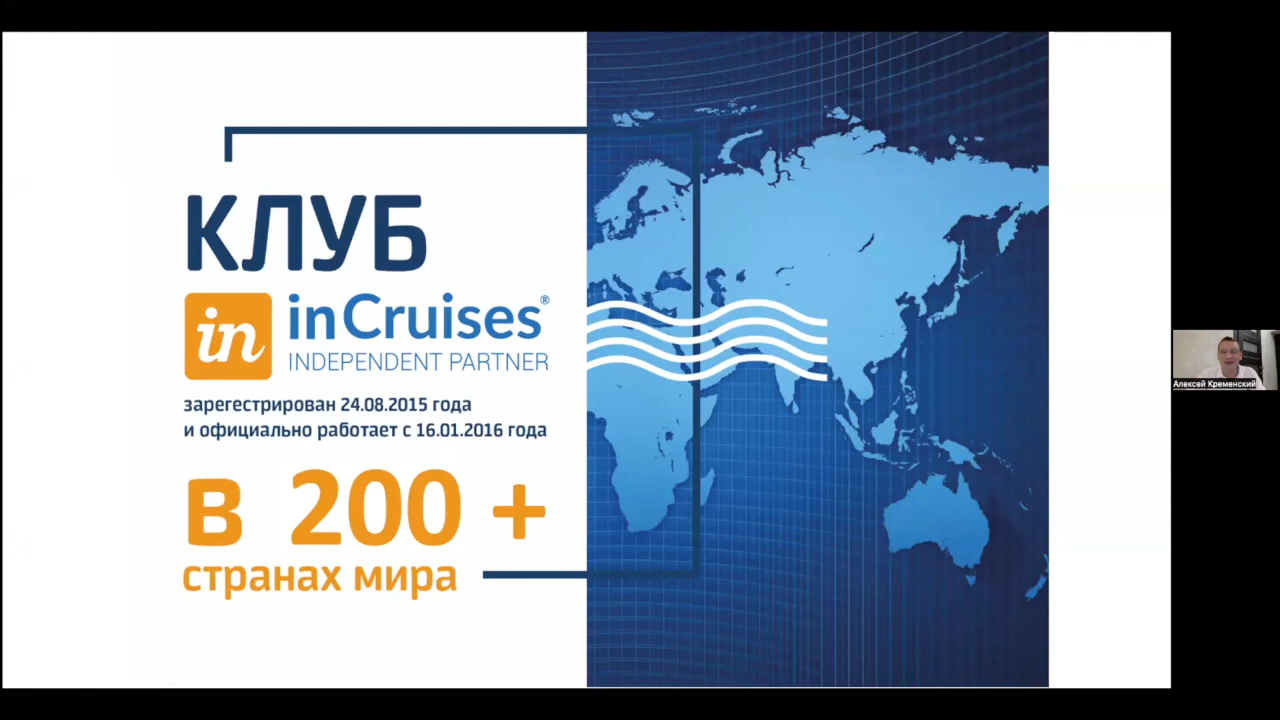 КЛУБ
in inCruises®
INDEPENDENT PARTNER
зарегестрирован 24.08.2015 года
и официально работает с 16.01.2016 года
в 200 +
странах мира
Алексей Кременский